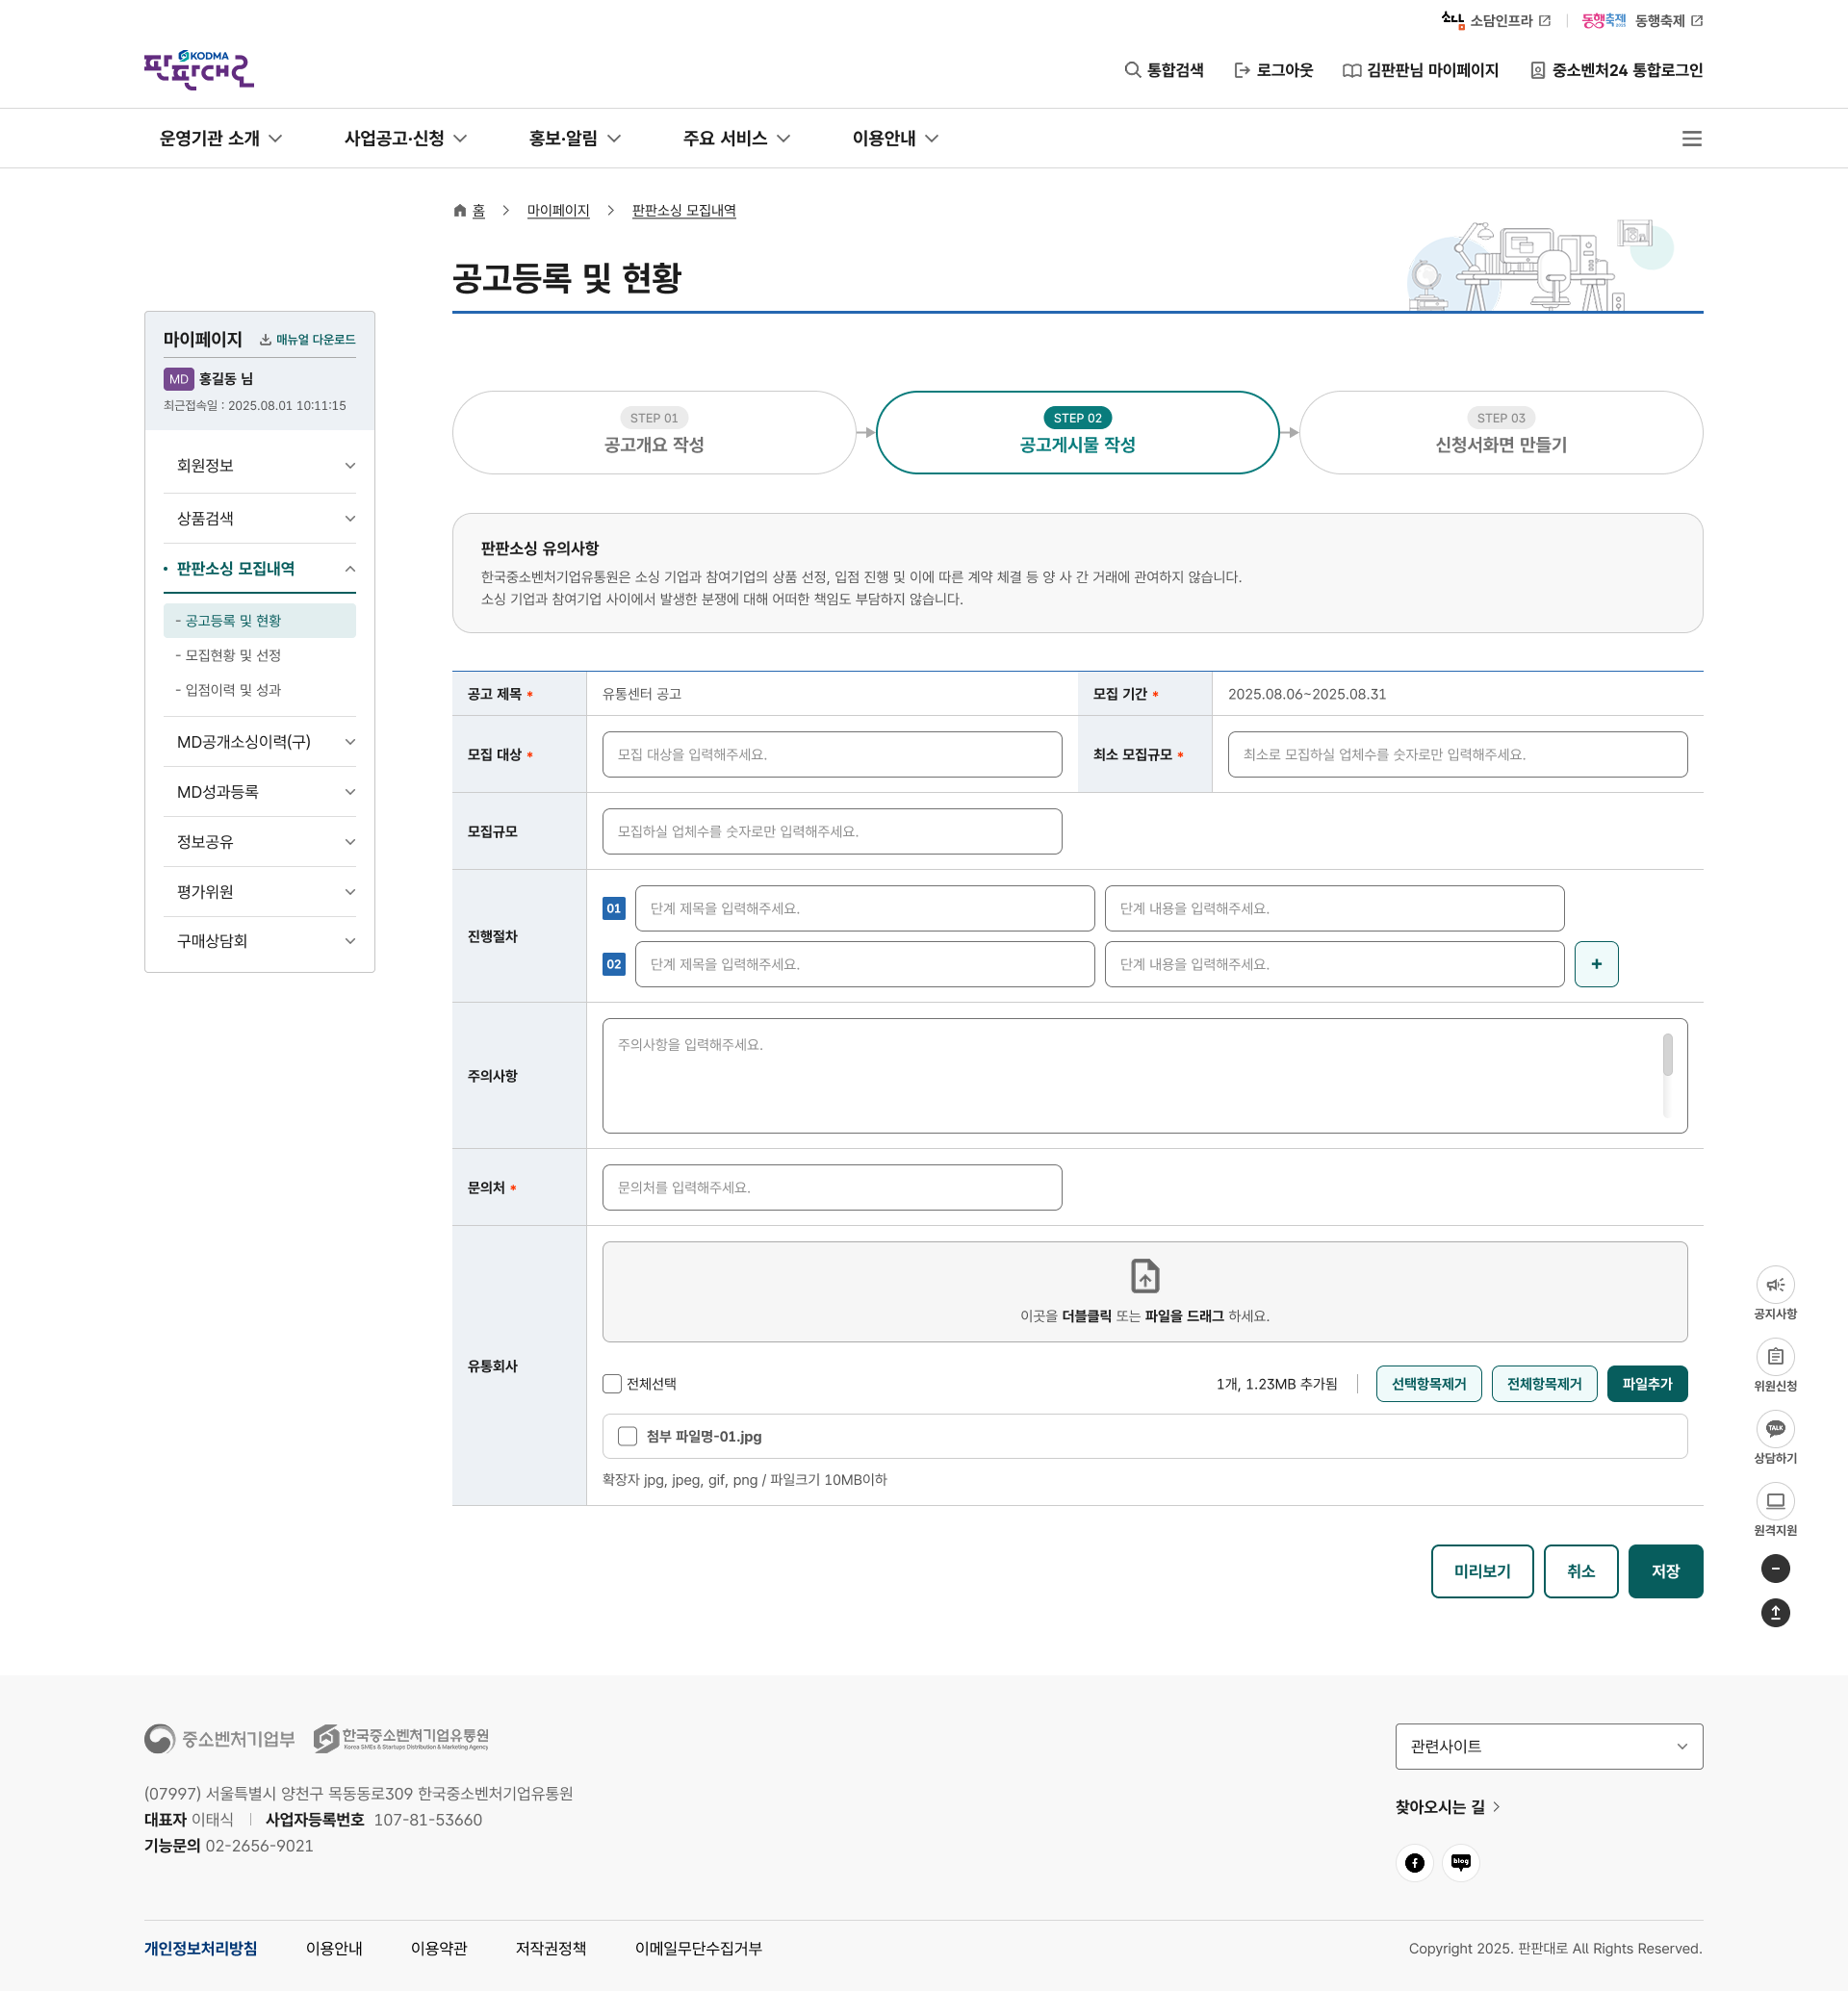 소담 소담인프라
동행축제 2025 동행축제
KODMA
판판대로
통합검색
로그아웃
김판판님 마이페이지
중소벤처24 통합로그인
운영기관 소개
사업공고·신청
홍보·알림
주요 서비스
이용안내
홈
마이페이지
판판소싱 모집내역
공고등록 및 현황
마이페이지
매뉴얼 다운로드
MD 홍길동 님
최근접속일 : 2025.08.01 10:11:15
회원정보
상품검색
판판소싱 모집내역
- 공고등록 및 현황
- 모집현황 및 선정
- 입점이력 및 성과
MD공개소싱이력(구)
MD성과등록
정보공유
평가위원
구매상담회
STEP 01
공고개요 작성
STEP 02
공고게시물 작성
STEP 03
신청서화면 만들기
판판소싱 유의사항
한국중소벤처기업유통원은 소싱 기업과 참여기업의 상품 선정, 입점 진행 및 이에 따른 계약 체결 등 양 사 간 거래에 관여하지 않습니다.
소싱 기업과 참여기업 사이에서 발생한 분쟁에 대해 어떠한 책임도 부담하지 않습니다.
공고 제목 *
유통센터 공고
모집 기간 *
2025.08.06~2025.08.31
모집 대상 *
모집 대상을 입력해주세요.
최소 모집규모 *
최소로 모집하실 업체수를 숫자로만 입력해주세요.
모집규모
모집하실 업체수를 숫자로만 입력해주세요.
진행절차
01
단계 제목을 입력해주세요.
단계 내용을 입력해주세요.
02
단계 제목을 입력해주세요.
단계 내용을 입력해주세요.
+
주의사항
주의사항을 입력해주세요.
문의처 *
문의처를 입력해주세요.
유통회사
이곳을 더블클릭 또는 파일을 드래그 하세요.
전체선택
1개, 1.23MB 추가됨
선택항목제거
전체항목제거
파일추가
첨부 파일명-01.jpg
확장자 jpg, jpeg, gif, png / 파일크기 10MB이하
미리보기
취소
저장
공지사항
위원신청
TALK
상담하기
원격지원
중소벤처기업부
한국중소벤처기업유통원
Korea SMEs & Startups Distribution & Marketing Agency
(07997) 서울특별시 양천구 목동동로309 한국중소벤처기업유통원
대표자 이태식
사업자등록번호 107-81-53660
기능문의 02-2656-9021
관련사이트
찾아오시는 길
blog
개인정보처리방침
이용안내
이용약관
저작권정책
이메일무단수집거부
Copyright 2025. 판판대로 All Rights Reserved.